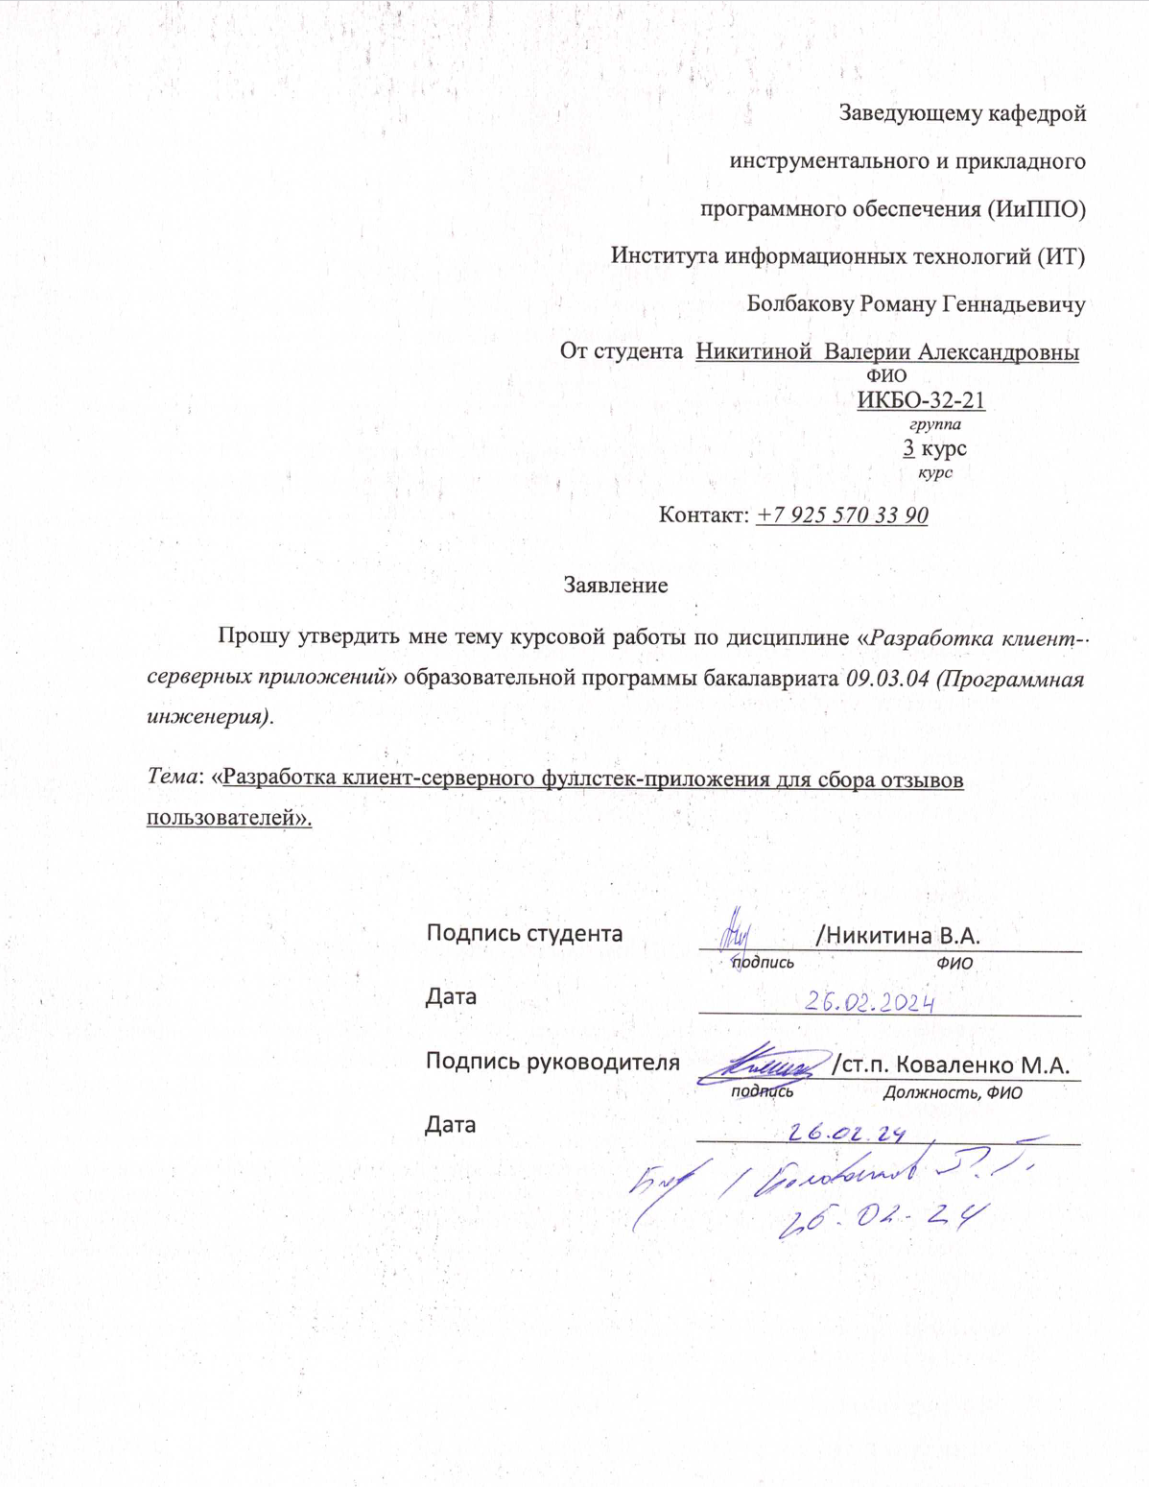 Заведующему кафедрой
инструментального и прикладного
программного обеспечения (ИиППО)
Института информационных технологий (ИТ)
Болбакову Роману Геннадьевичу
От студента Никитиной Валерии Александровны
ФИО
ИКБО-32-21
группа
3 курс
курс
Контакт: +7 925 570 33 90
Заявление
Прошу утвердить мне тему курсовой работы по дисциплине «Разработка клиент-
серверных приложений» образовательной программы бакалавриата 09.03.04 (Программная
инженерия).
Тема: «Разработка клиент-серверного фуллстек-приложения для сбора отзывов
пользователей».
Подпись студента /Никитина В.А.
подпись ФИО
Дата 26.02.2024
Подпись руководителя /ст.п. Коваленко М.А.
подпись Должность, ФИО
Дата 26.02.24
26.02.24